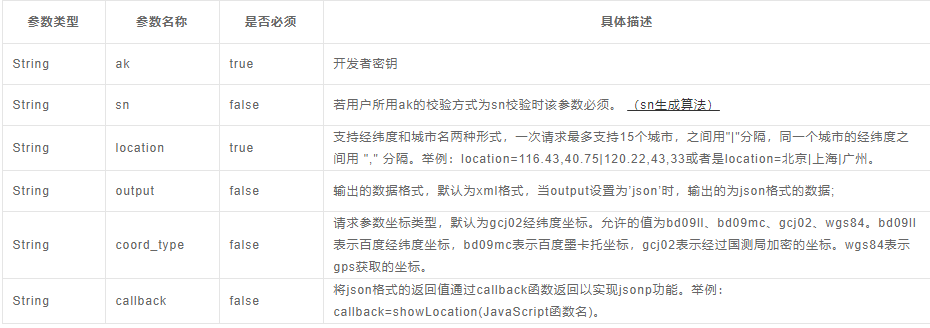 参数类型 参数名称 是否必须 具体描述
String ak true 开发者密钥
String sn false 若用户所用ak的校验方式为sn校验时该参数必须。 （sn生成算法）
String location true 支持经纬度和城市名两种形式，一次请求最多支持15个城市，之间用"|"分隔，同一个城市的经纬度之
间用 "," 分隔。举例：location=116.43,40.75|120.22,43,33或者是location=北京|上海|广州。
String output false 输出的数据格式，默认为xml格式，当output设置为'json'时，输出的为json格式的数据;
String coord_type false 请求参数坐标类型，默认为gcj02经纬度坐标。允许的值为bd09ll、bd09mc、gcj02、wgs84。bd09ll
表示百度经纬度坐标，bd09mc表示百度墨卡托坐标，gcj02表示经过国测局加密的坐标。wgs84表示
gps获取的坐标。
String callback false 将json格式的返回值通过callback函数返回以实现jsonp功能。举例：
callback=showLocation(JavaScript函数名)。